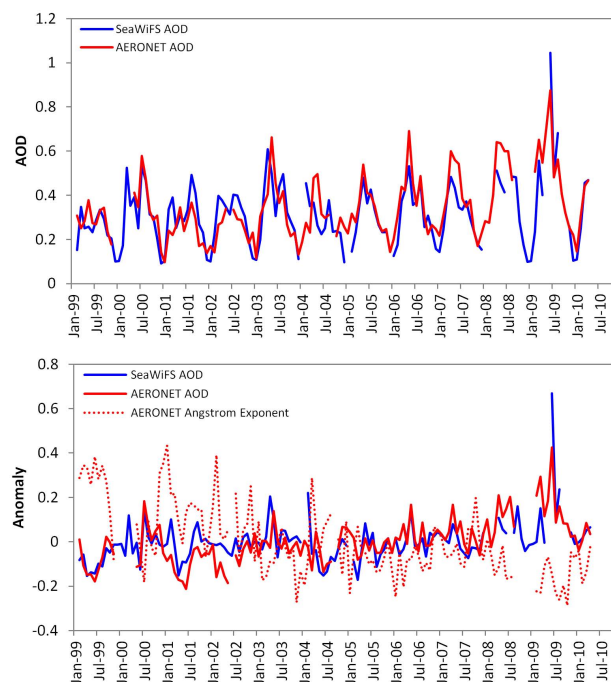 1.2
1
0.8
0.6
0.4
0.2
0
AOD
SeaWiFS AOD
AERONET AOD
Jan-99
Jul-99
Jan-00
Jul-00
Jan-01
Jul-01
Jan-02
Jul-02
Jan-03
Jul-03
Jan-04
Jul-04
Jan-05
Jul-05
Jan-06
Jul-06
Jan-07
Jul-07
Jan-08
Jul-08
Jan-09
Jul-09
Jan-10
Jul-10
0.8
0.6
0.4
0.2
0
-0.2
-0.4
Anomaly
SeaWiFS AOD
AERONET AOD
AERONET Angstrom Exponent
Jan-99
Jul-99
Jan-00
Jul-00
Jan-01
Jul-01
Jan-02
Jul-02
Jan-03
Jul-03
Jan-04
Jul-04
Jan-05
Jul-05
Jan-06
Jul-06
Jan-07
Jul-07
Jan-08
Jul-08
Jan-09
Jul-09
Jan-10
Jul-10